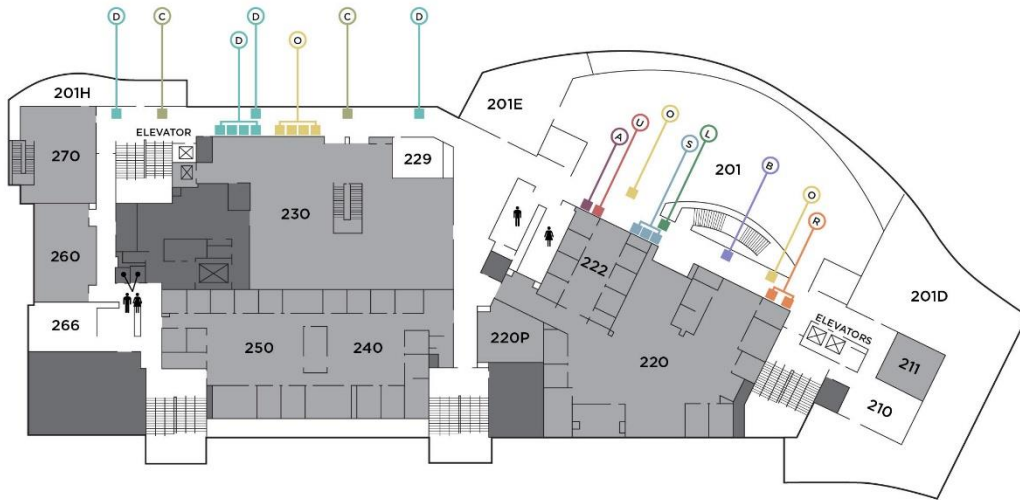 D C D C D
D O
201H
ELEVATOR
270
229
230
260
266
250
240
220P
201E
A U O S L
201
B
O
R
222
220
201D
ELEVATORS
211
210